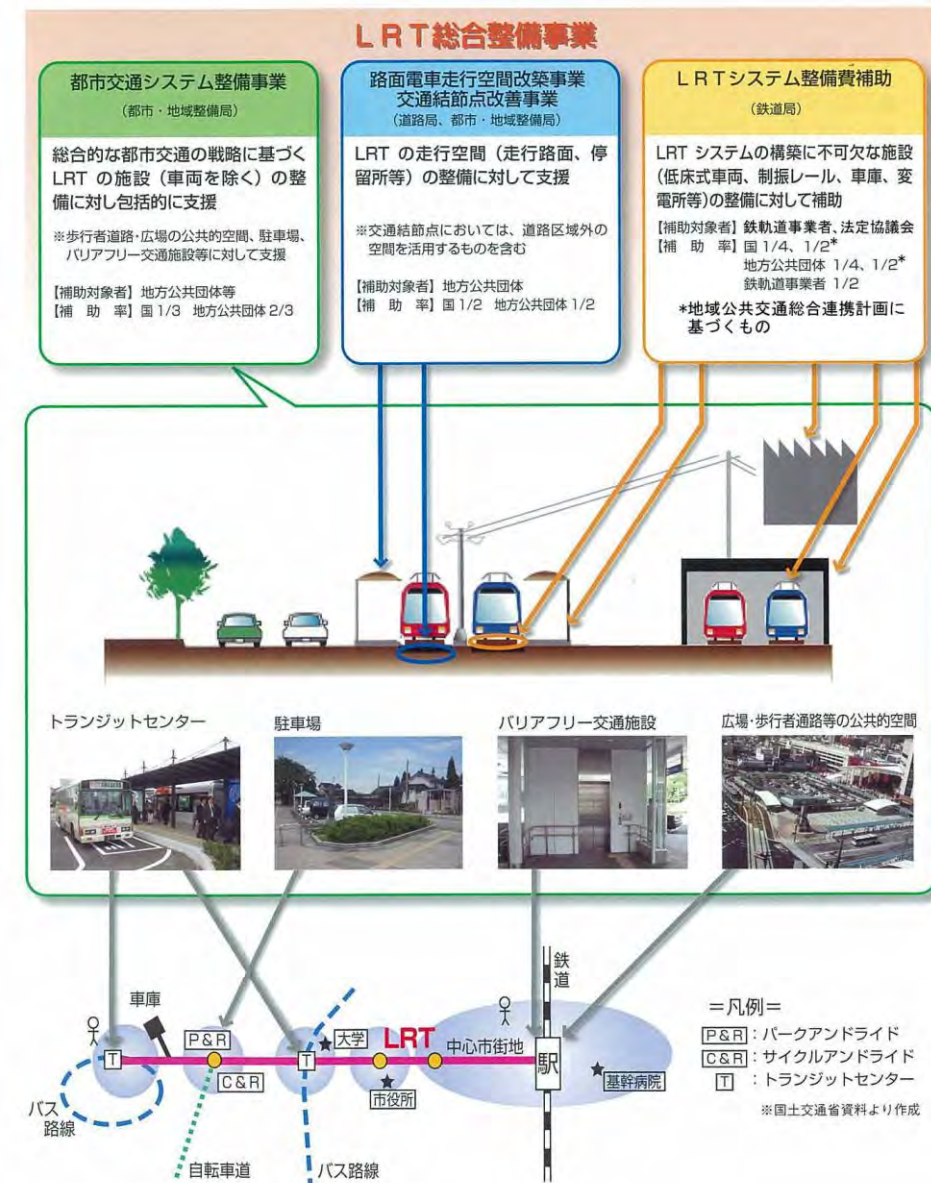 LRT総合整備事業
都市交通システム整備事業
(都市・地域整備局)
総合的な都市交通の戦略に基づく
LRT の施設(車両を除く)の整
備に対し包括的に支援
※歩行者道路・広場の公共的空間、駐車場、
バリアフリー交通施設等に対して支援
【補助対象者】地方公共団体等
【補 助 率】国 1/3 地方公共団体 2/3
路面電車走行空間改築事業
交通結節点改善事業
(道路局、都市・地域整備局)
LRT の走行空間(走行路面、停
留所等)の整備に対して支援
※交通結節点においては、道路区域外の
空間を活用するものを含む
【補助対象者】地方公共団体
【補 助 率】国 1/2 地方公共団体 1/2
LRTシステム整備費補助
(鉄道局)
LRT システムの構築に不可欠な施設
(低床式車両、制振レール、車庫、変
電所等)の整備に対して補助
【補助対象者】鉄軌道事業者、法定協議会
【補 助 率】国 1/4、1/2*
地方公共団体 1/4、1/2*
鉄軌道事業者 1/2
*地域公共交通総合連携計画に
基づくもの
トランジットセンター
駐車場
バリアフリー交通施設
広場・歩行者通路等の公共的空間
車庫
P&R
C&R
T
T
大学
LRT
市役所
中心市街地
鉄道
駅
基幹病院
バス
路線
自転車道
バス路線
=凡例=
P&R:パークアンドライド
C&R:サイクルアンドライド
T:トランジットセンター
※国土交通省資料より作成